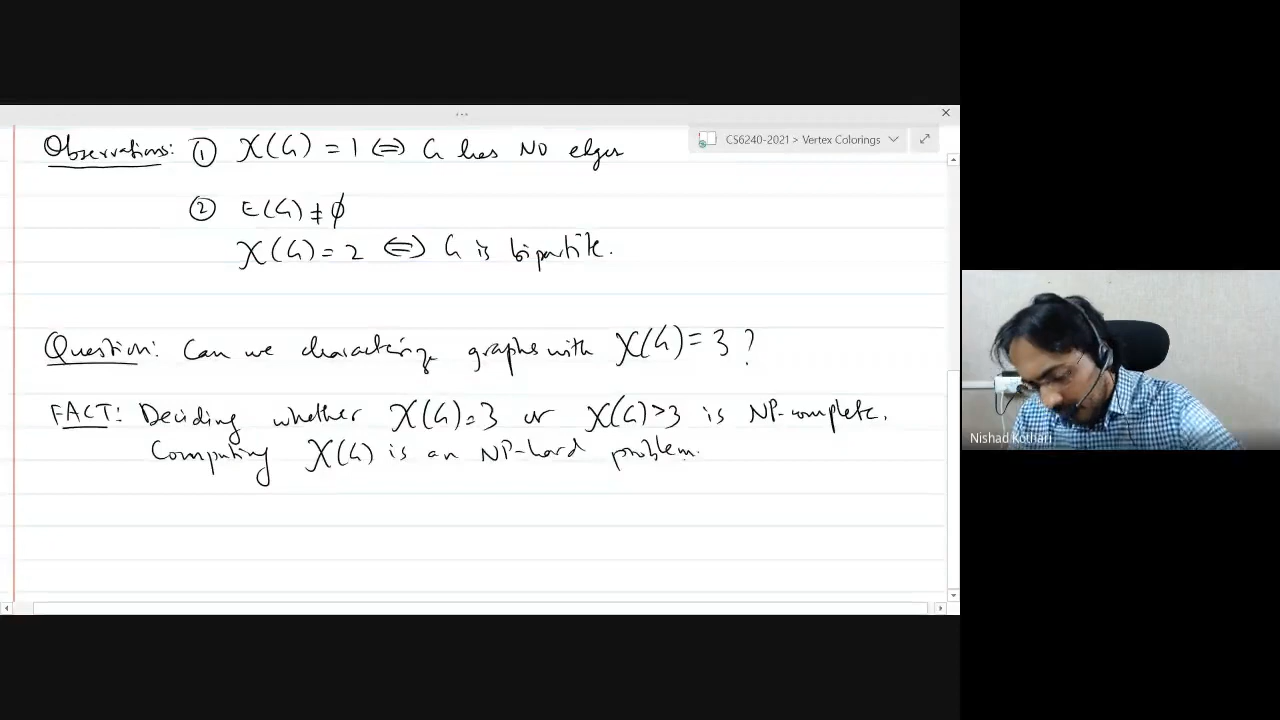 CS6240-2021 > Vertex Colorings
Observations: ① χ(G) = 1 ⇔ G has NO edges
② E(G) ≠ ∅
χ(G) = 2 ⇔ G is bipartite.
Question: Can we characterize graphs with χ(G) = 3 ?
FACT: Deciding whether χ(G) = 3 or χ(G) > 3 is NP-complete.
Computing χ(G) is an NP-hard problem.
Nishad Kothari